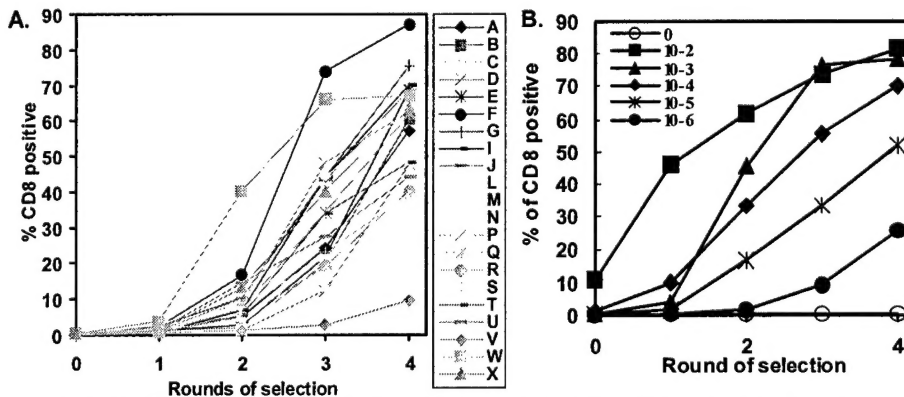 A.
% CD8 positive
90
80
70
60
50
40
30
20
10
0
0 1 2 3 4
Rounds of selection
A
B
C
D
E
F
G
I
J
L
M
N
P
Q
R
S
T
U
V
W
X
B.
% of CD8 positive
90
80
70
60
50
40
30
20
10
0
0
10-2
10-3
10-4
10-5
10-6
0 2 4
Round of selection